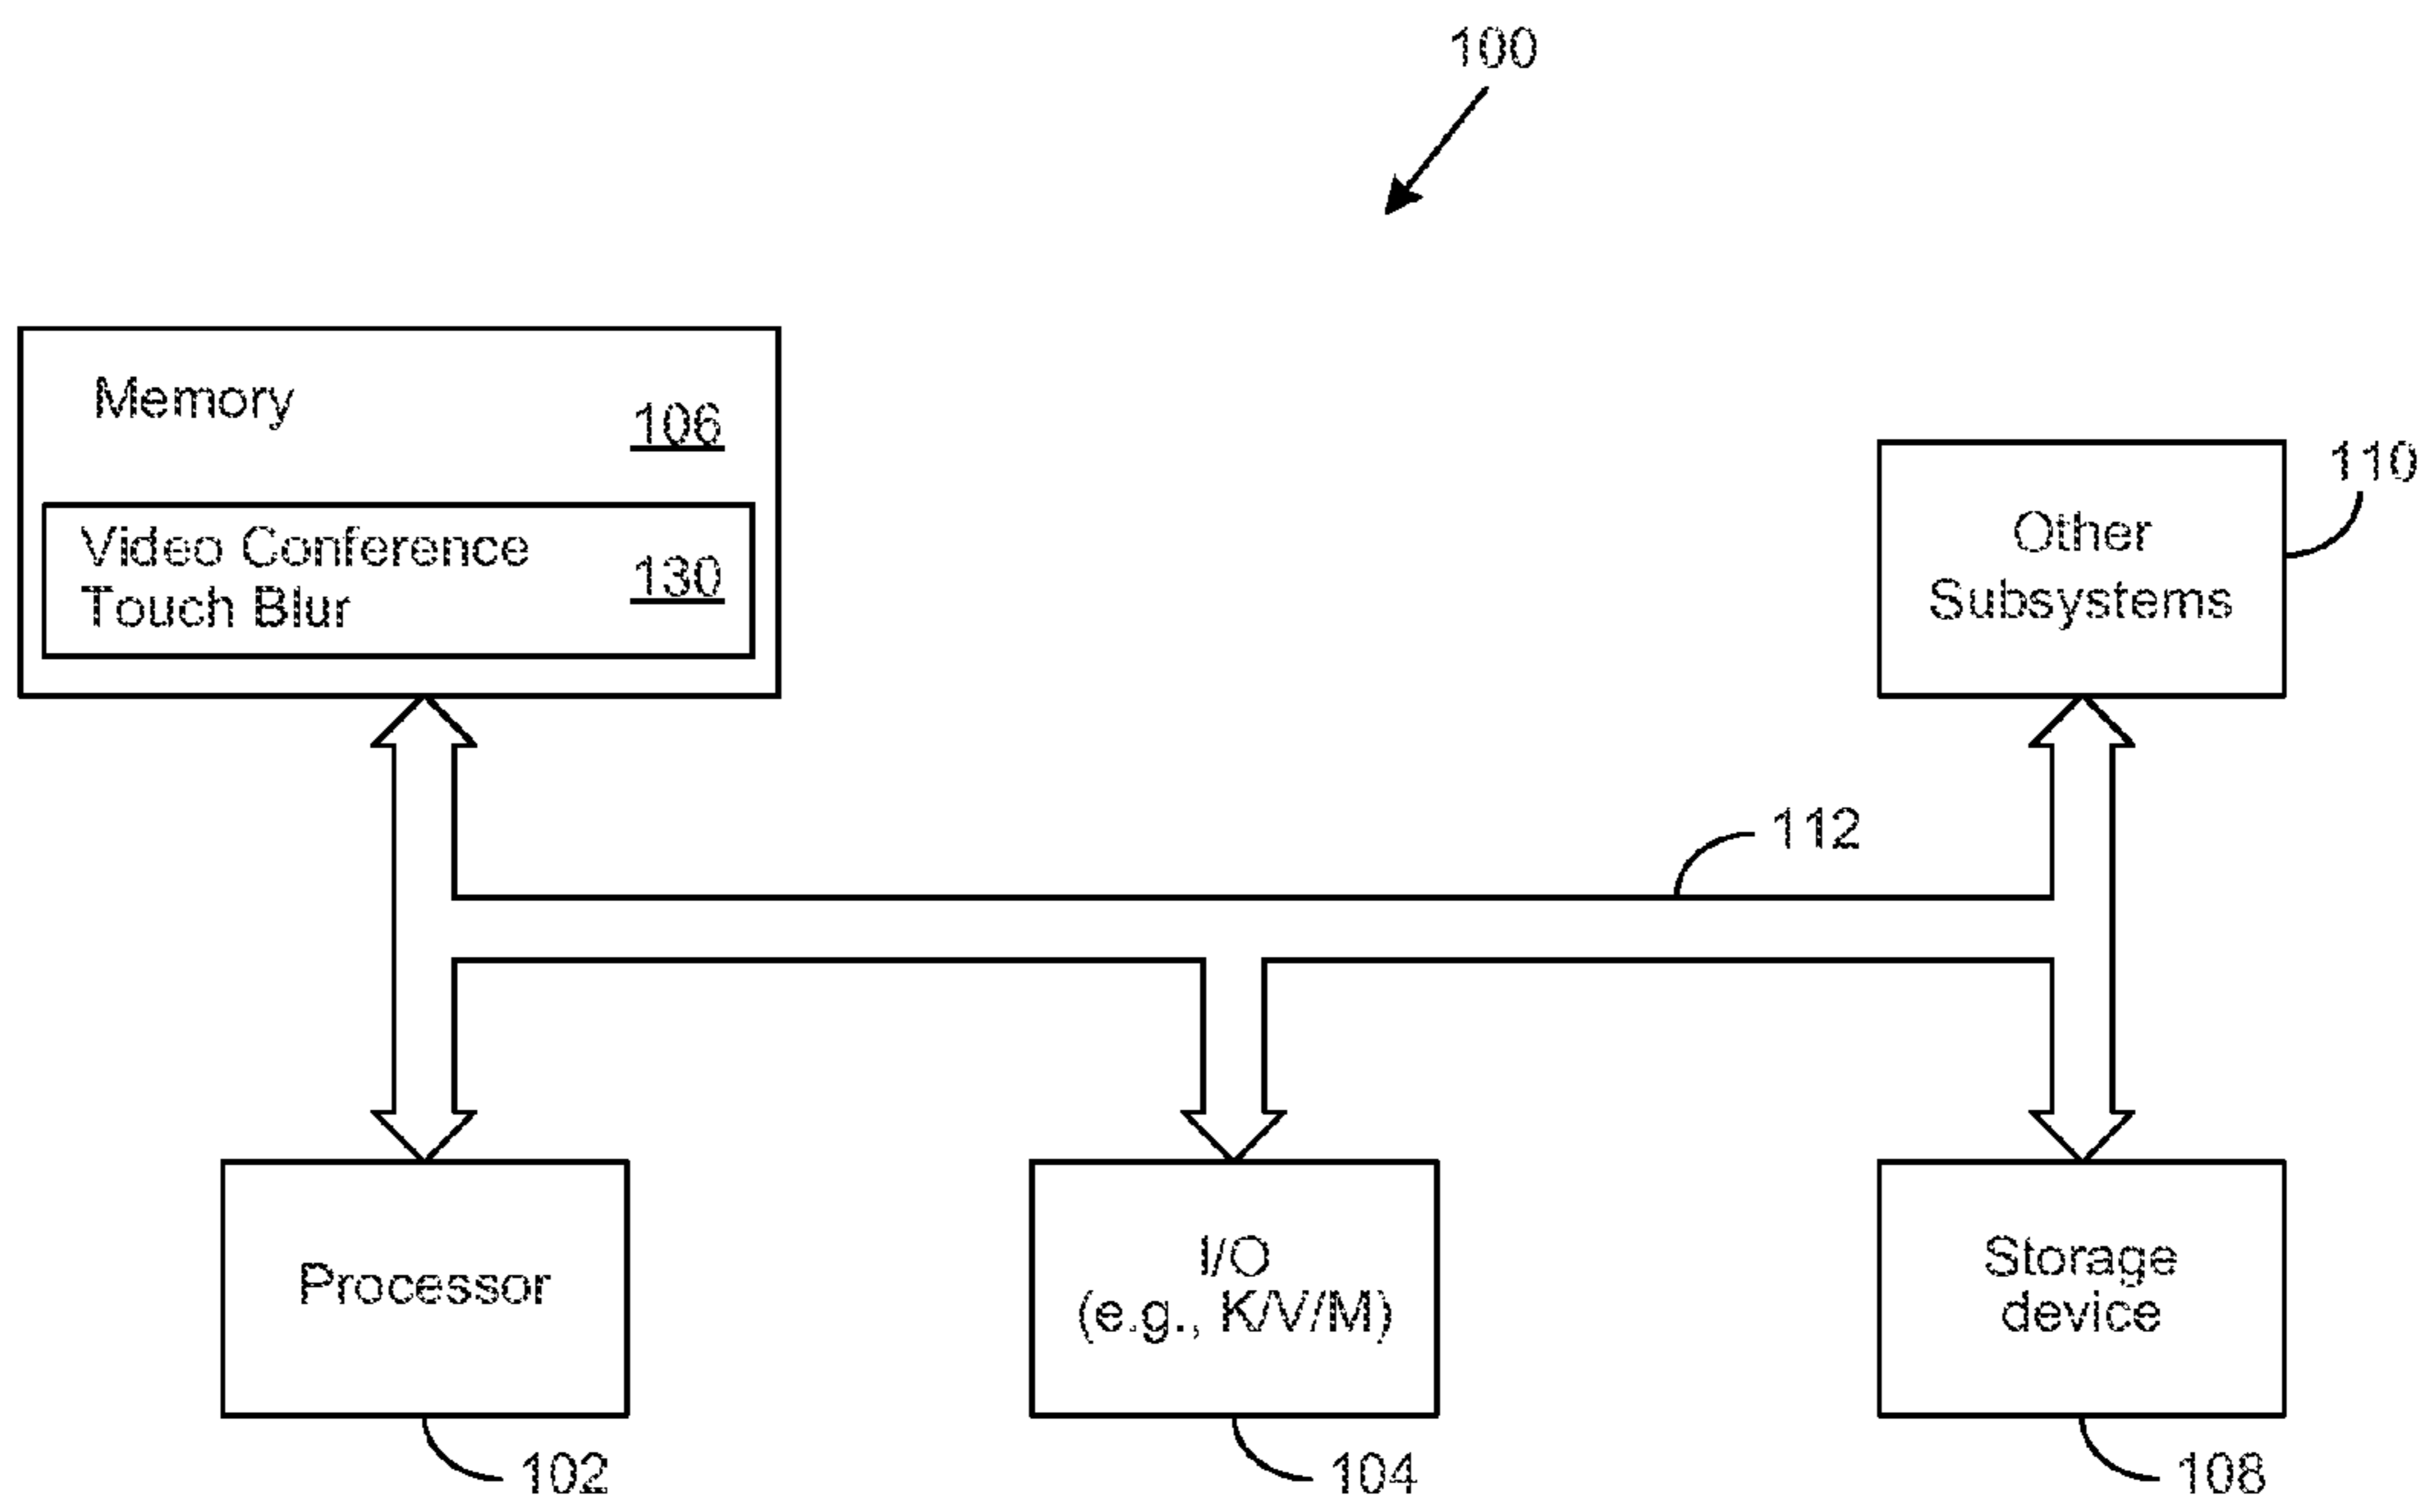 100
Memory
106
Video Conference
Touch Blur
130
Other
Subsystems
110
112
Processor
102
I/O
(e.g., K/V/M)
104
Storage
device
108